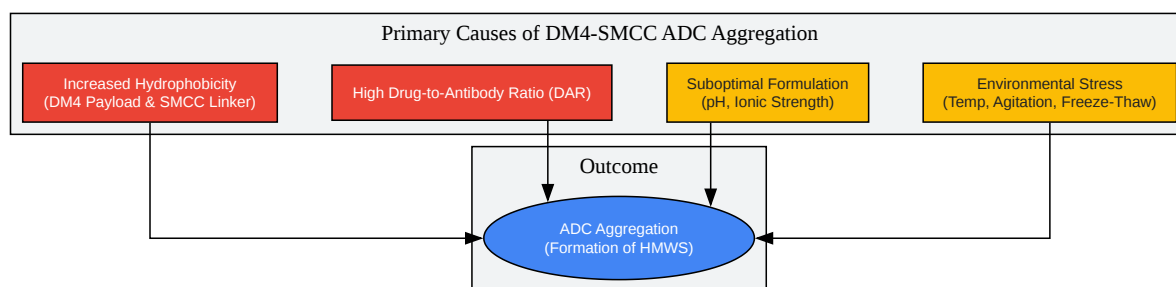 Primary Causes of DM4-SMCC ADC Aggregation
Increased Hydrophobicity
(DM4 Payload & SMCC Linker)
High Drug-to-Antibody Ratio (DAR)
Suboptimal Formulation
(pH, Ionic Strength)
Environmental Stress
(Temp, Agitation, Freeze-Thaw)
Outcome
ADC Aggregation
(Formation of HMWS)